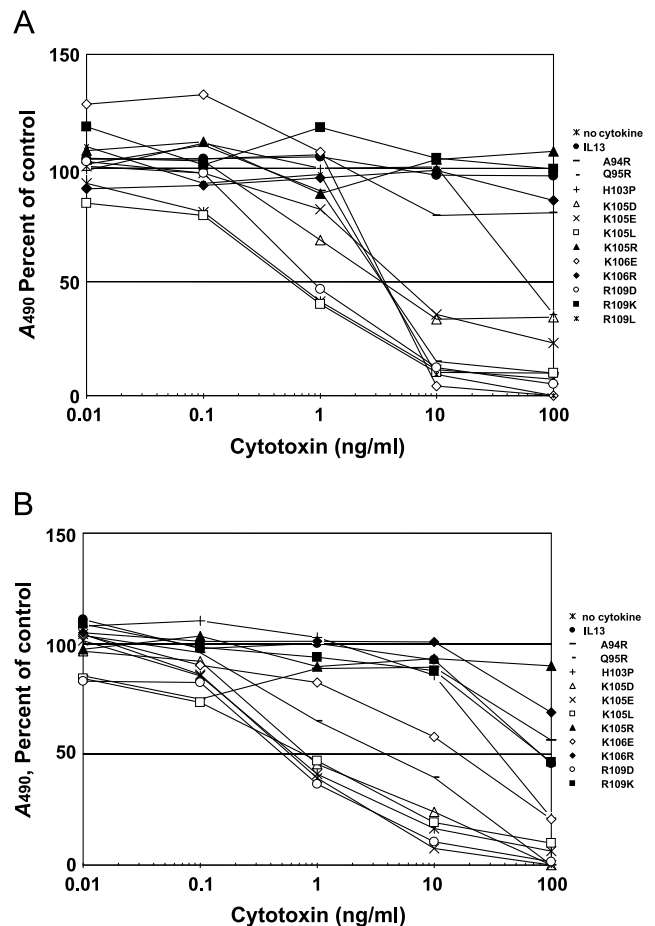 A
A490 Percent of control
150
100
50
0
0.01 0.1 1 10 100
Cytotoxin (ng/ml)
no cytokine
IL13
A94R
Q95R
H103P
K105D
K105E
K105L
K105R
K106E
K106R
R109D
R109K
R109L
B
A490, Percent of control
150
100
50
0
0.01 0.1 1 10 100
Cytotoxin (ng/ml)
no cytokine
IL13
A94R
Q95R
H103P
K105D
K105E
K105L
K105R
K106E
K106R
R109D
R109K